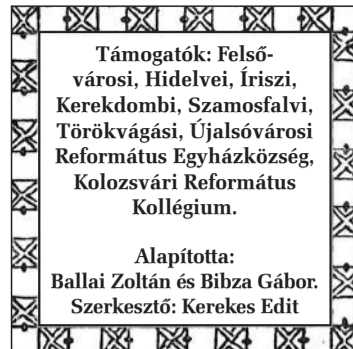 Támogatók: Felső-
városi, Hidelvei, Íriszi,
Kerekdombi, Szamosfalvi,
Törökvágási, Újalsóvárosi
Református Egyházközség,
Kolozsvári Református
Kollégium.
Alapította:
Ballai Zoltán és Bibza Gábor.
Szerkesztő: Kerekes Edit